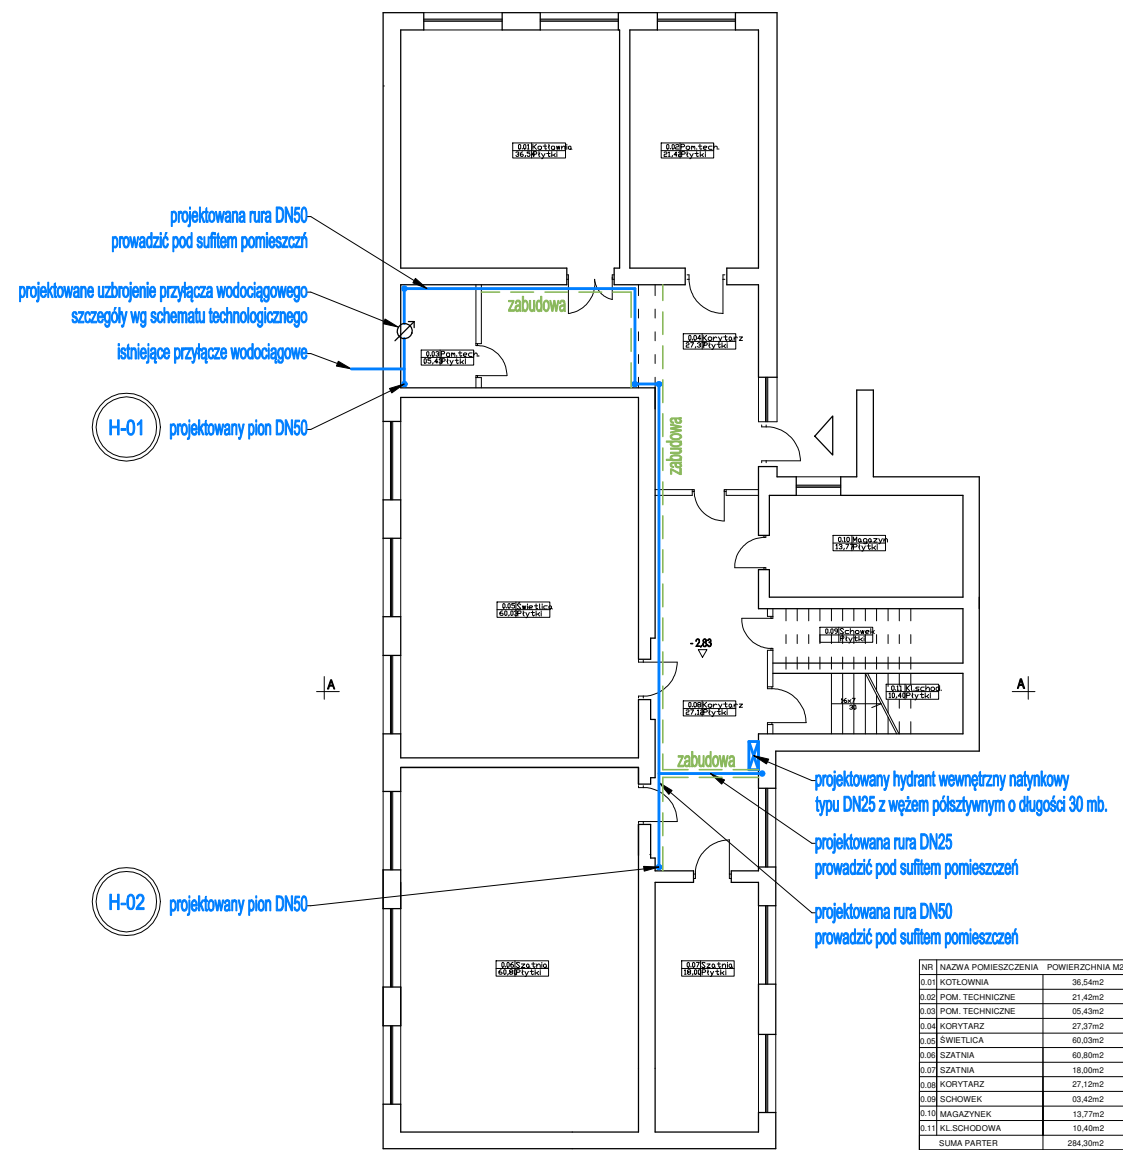 0.01 Kotłownia
36,54 Płytki
0.02 Pom.tech.
21,42 Płytki
projektowana rura DN50
prowadzić pod sufitem pomieszczń
projektowane uzbrojenie przyłącza wodociągowego
szczegóły wg schematu technologicznego
istniejące przyłącze wodociągowe
zabudowa
0.03 Pom.tech.
05,43 Płytki
0.04 Korytarz
27,37 Płytki
H-01
projektowany pion DN50
zabudowa
0.10 Magazyn
13,77 Płytki
0.05 Świetlica
60,03 Płytki
0.09 Schowek
Płytki
- 2,83
A
A
0.11 Kl.schod.
10,40 Płytki
16x7
30
0.08 Korytarz
27,12 Płytki
zabudowa
projektowany hydrant wewnętrzny natynkowy
typu DN25 z wężem półsztywnym o długości 30 mb.
projektowana rura DN25
prowadzić pod sufitem pomieszczeń
H-02
projektowany pion DN50
projektowana rura DN50
prowadzić pod sufitem pomieszczeń
0.06 Szatnia
60,80 Płytki
0.07 Szatnia
18,00 Płytki
NR NAZWA POMIESZCZENIA POWIERZCHNIA M2
0.01 KOTŁOWNIA 36,54m2
0.02 POM. TECHNICZNE 21,42m2
0.03 POM. TECHNICZNE 05,43m2
0.04 KORYTARZ 27,37m2
0.05 ŚWIETLICA 60,03m2
0.06 SZATNIA 60,80m2
0.07 SZATNIA 18,00m2
0.08 KORYTARZ 27,12m2
0.09 SCHOWEK 03,42m2
0.10 MAGAZYNEK 13,77m2
0.11 KL.SCHODOWA 10,40m2
SUMA PARTER 284,30m2